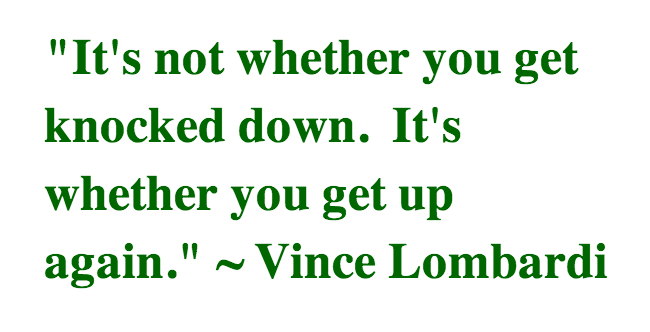 "It's not whether you get
knocked down.  It's
whether you get up
again." ~ Vince Lombardi